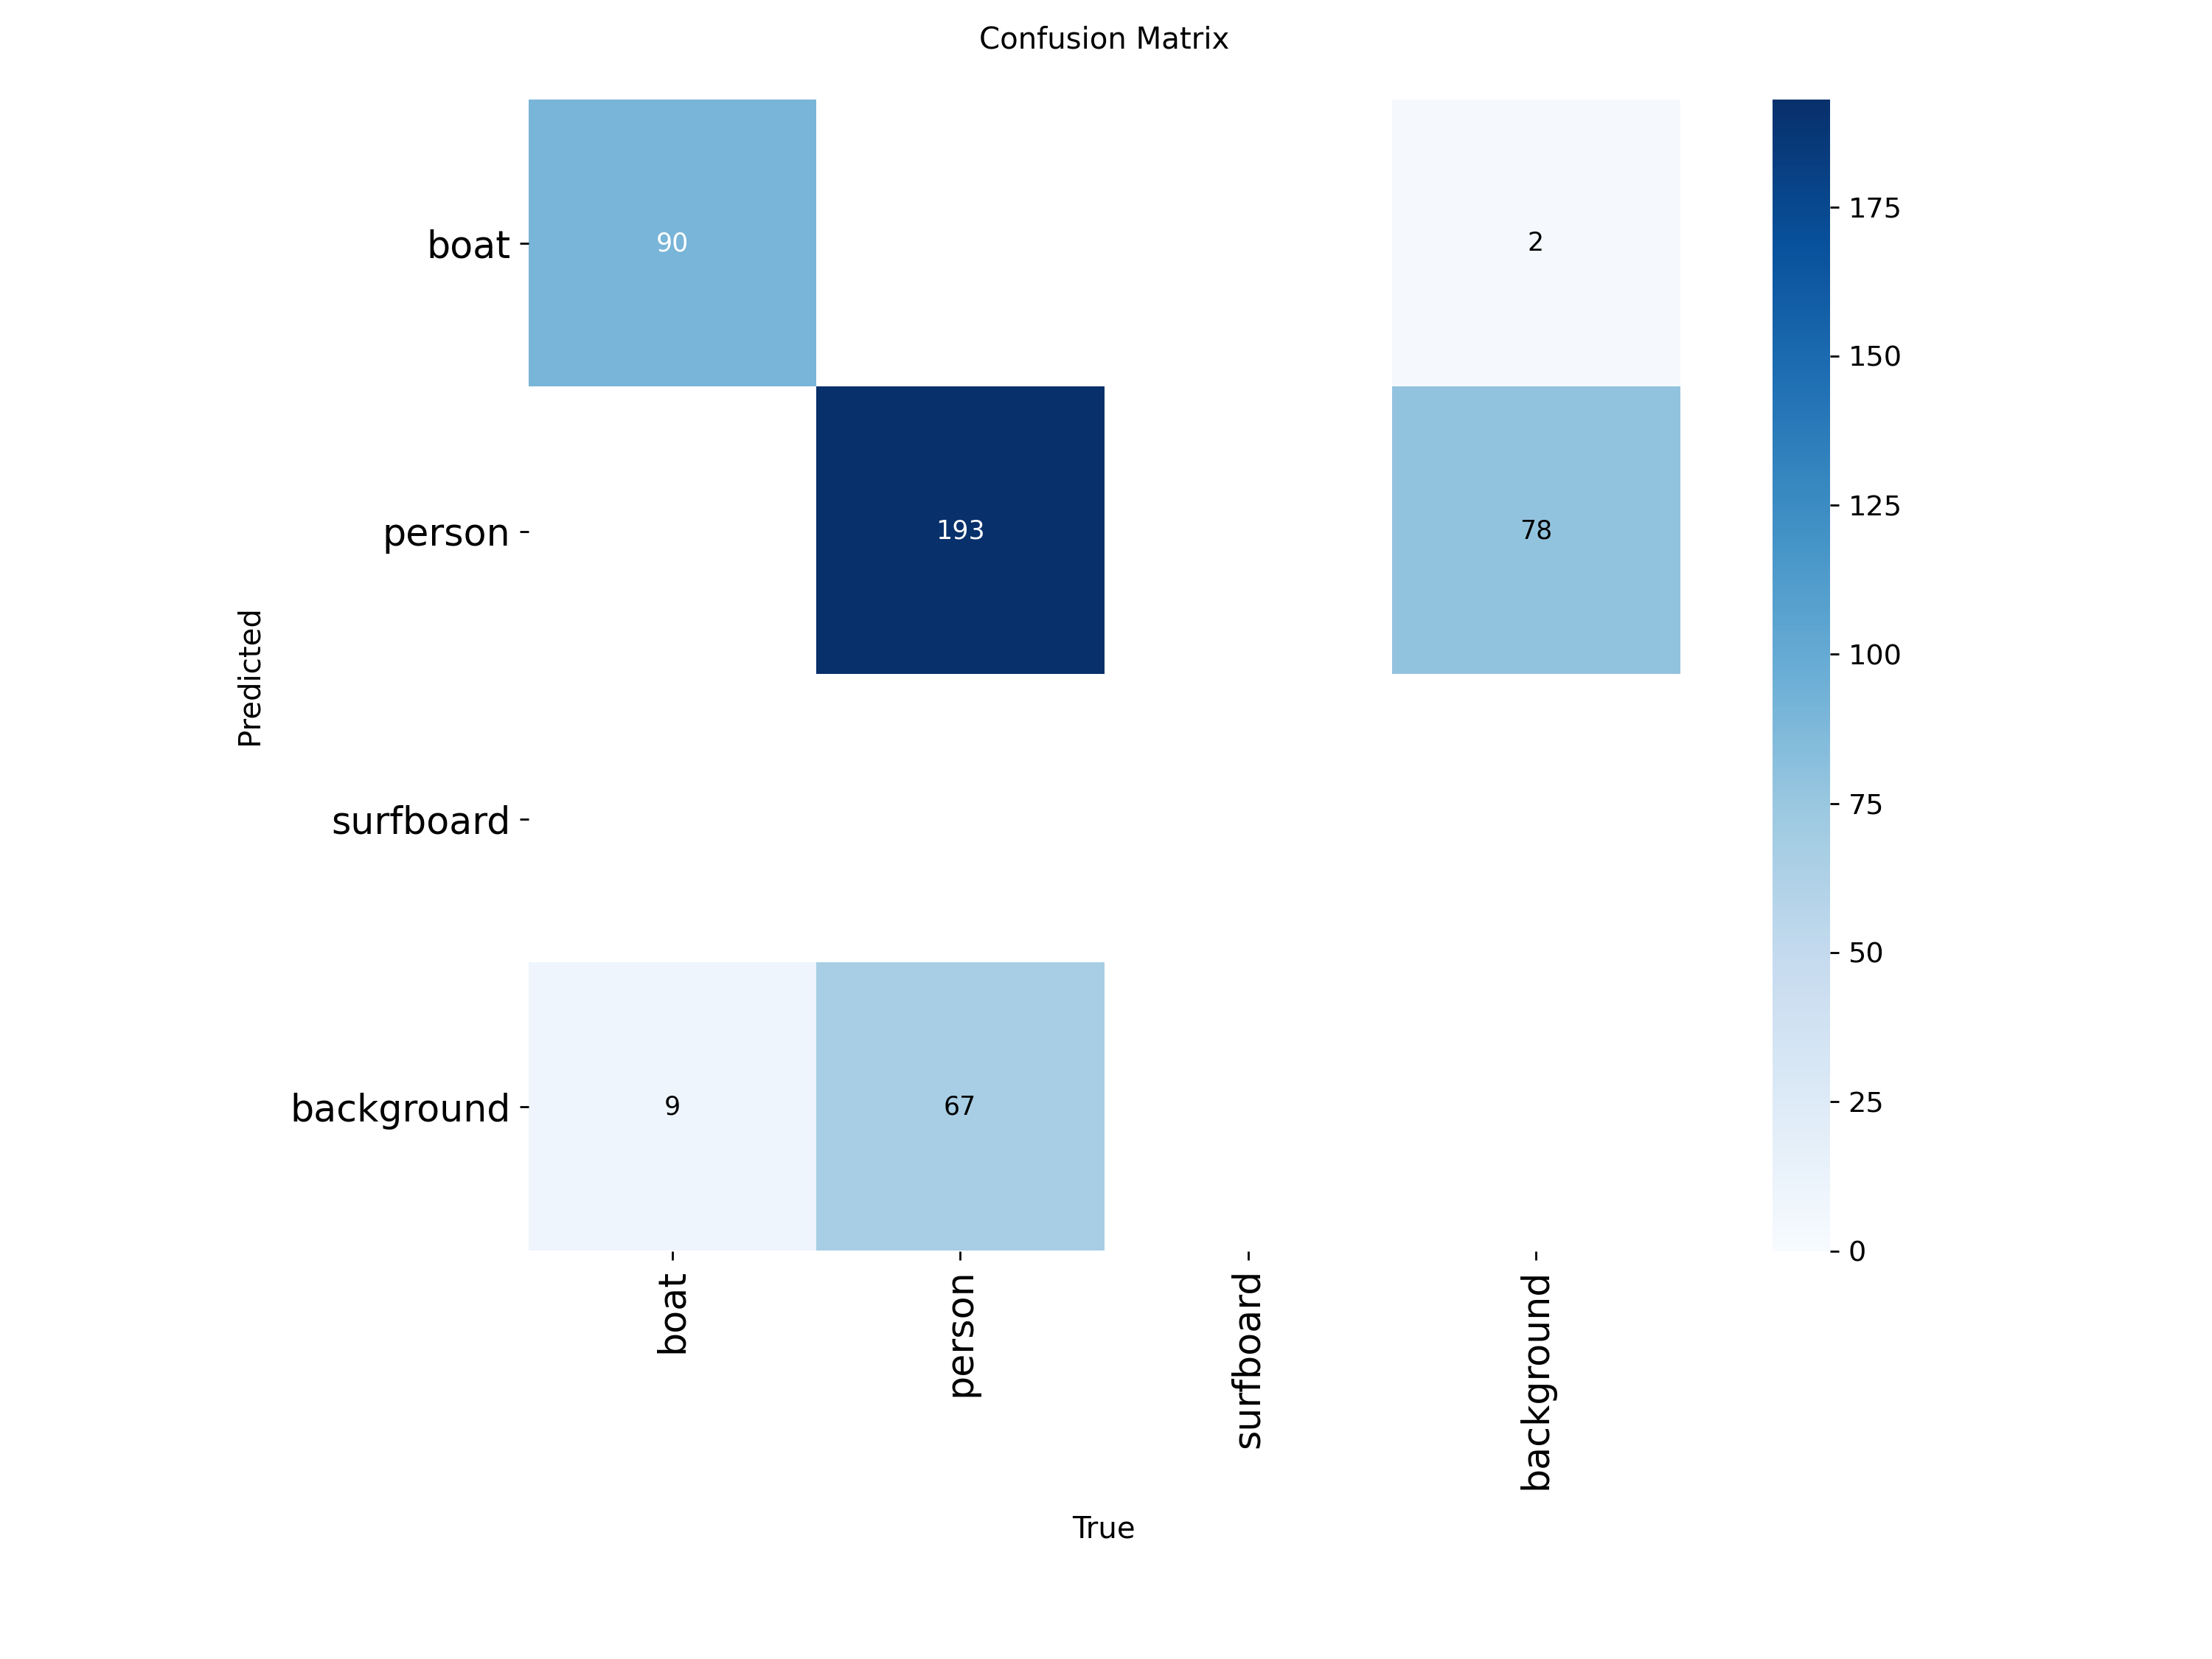 Confusion Matrix
boat
90
2
175
150
person
193
78
125
100
Predicted
75
surfboard
50
background
9
67
25
0
boat
person
surfboard
background
True